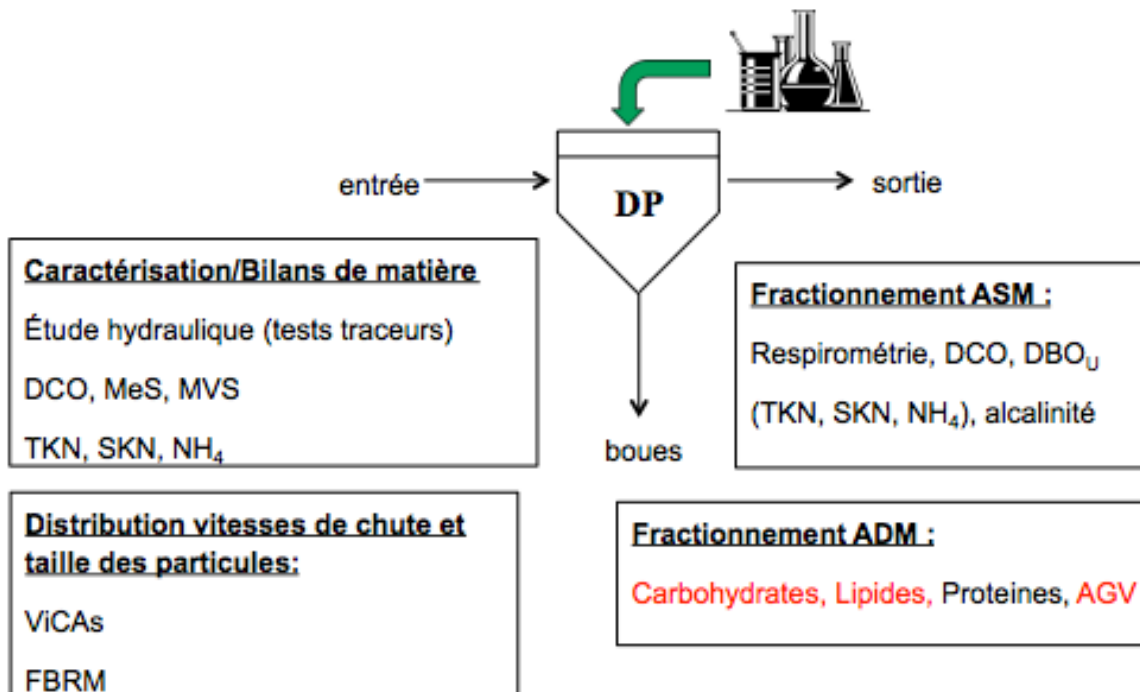 entrée
DP
sortie
boues
Caractérisation/Bilans de matière
Étude hydraulique (tests traceurs)
DCO, MeS, MVS
TKN, SKN, NH₄
Fractionnement ASM :
Respirométrie, DCO, DBO_U
(TKN, SKN, NH₄), alcalinité
Distribution vitesses de chute et
taille des particules:
ViCAs
FBRM
Fractionnement ADM :
Carbohydrates, Lipides, Proteines, AGV